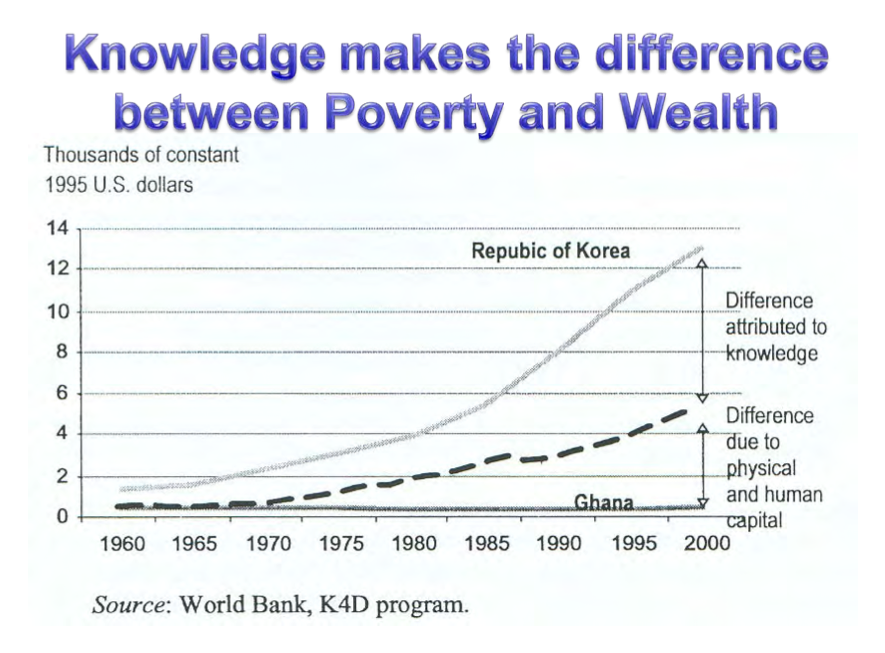 Knowledge makes the difference
between Poverty and Wealth
Thousands of constant
1995 U.S. dollars
14
12
10
8
6
4
2
0
Repubic of Korea
Difference
attributed to
knowledge
Difference
due to
physical
and human
capital
Ghana
1960 1965 1970 1975 1980 1985 1990 1995 2000
Source: World Bank, K4D program.